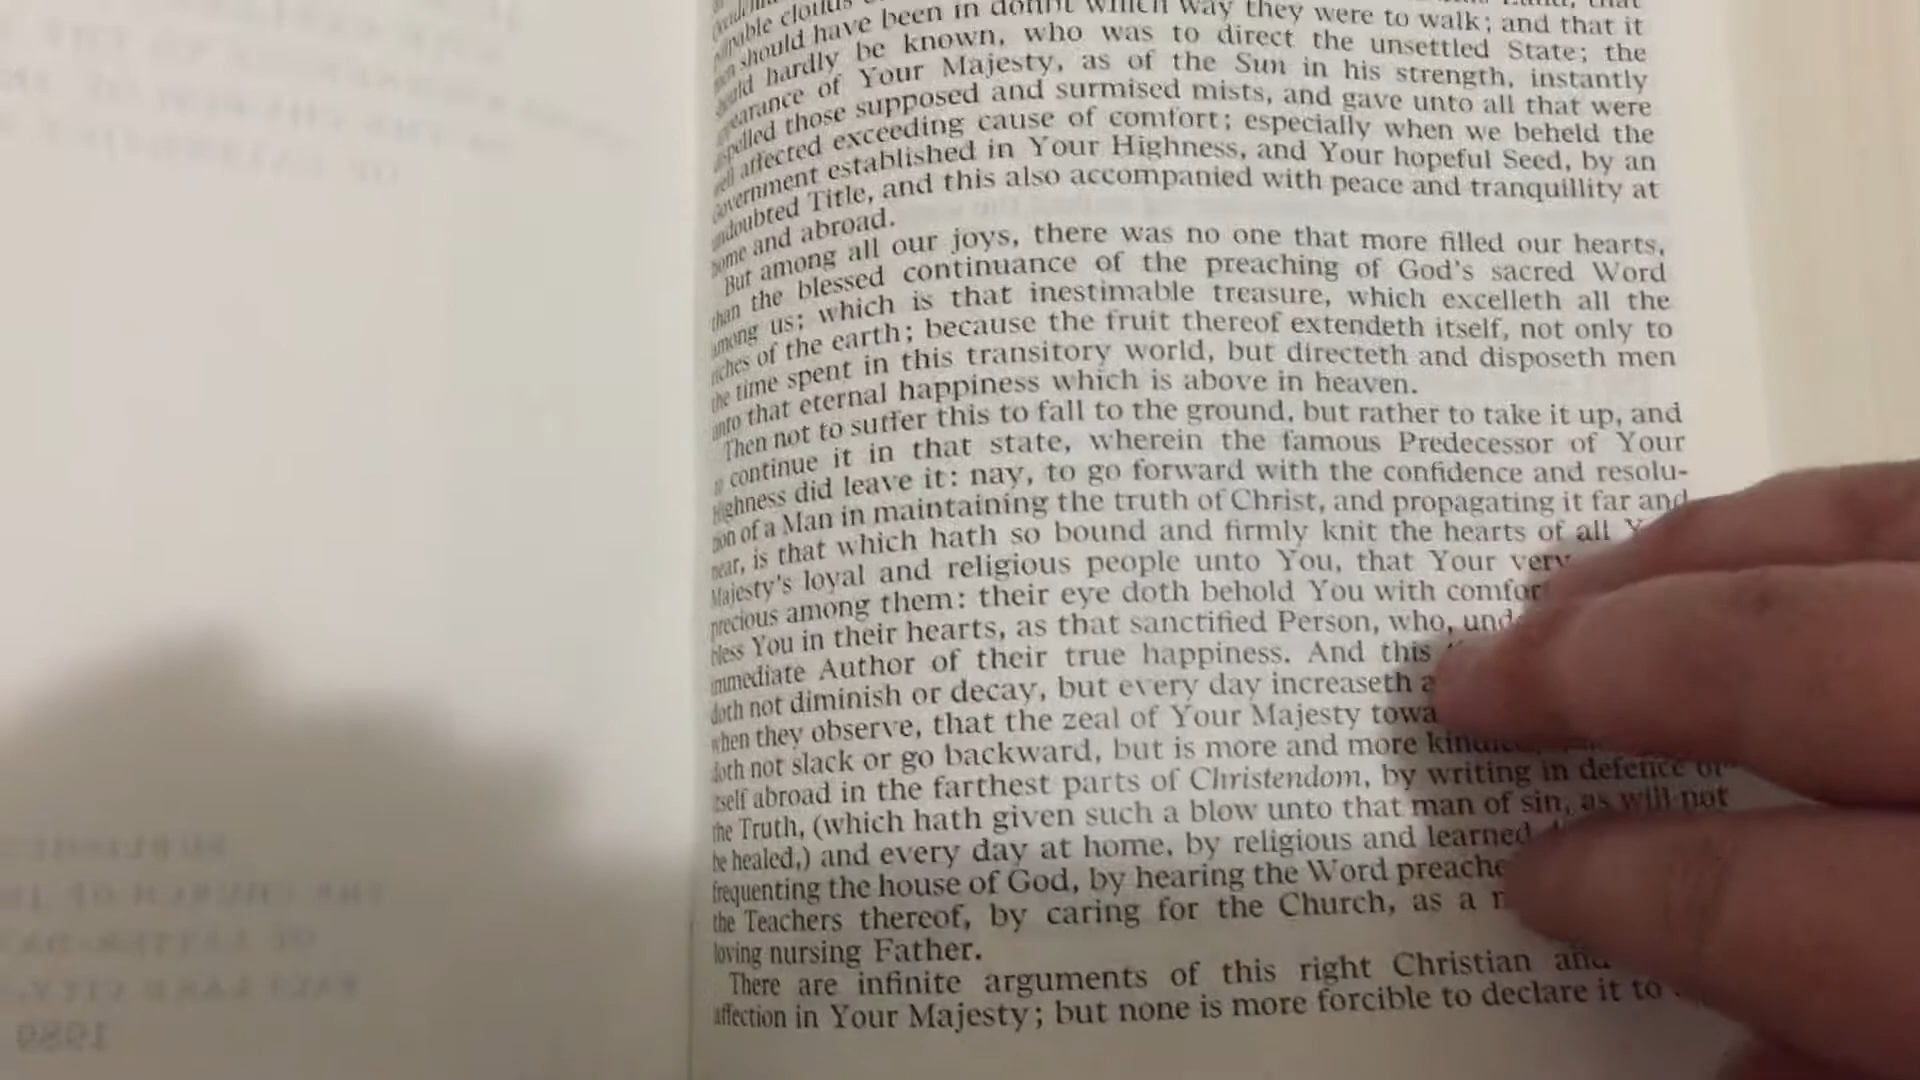 should have been in doubt which way they were to walk; and that it
hardly be known, who was to direct the unsettled State; the
of Your Majesty, as of the Sun in his strength, instantly
those supposed and surmised mists, and gave unto all that were
affected exceeding cause of comfort; especially when we beheld the
established in Your Highness, and Your hopeful Seed, by an
Title, and this also accompanied with peace and tranquillity at
and abroad.
But among all our joys, there was no one that more filled our hearts,
than the blessed continuance of the preaching of God's sacred Word
among us; which is that inestimable treasure, which excelleth all the
of the earth; because the fruit thereof extendeth itself, not only to
the time spent in this transitory world, but directeth and disposeth men
unto that eternal happiness which is above in heaven.
Then not to suffer this to fall to the ground, but rather to take it up, and
continue it in that state, wherein the famous Predecessor of Your
Highness did leave it: nay, to go forward with the confidence and resolu-
of a Man in maintaining the truth of Christ, and propagating it far and
near, is that which hath so bound and firmly knit the hearts of all
Majesty's loyal and religious people unto You, that Your very
precious among them: their eye doth behold You with
bless You in their hearts, as that sanctified Person, who,
immediate Author of their true happiness. And this
doth not diminish or decay, but every day increaseth
when they observe, that the zeal of Your Majesty
doth not slack or go backward, but is more and more
itself abroad in the farthest parts of Christendom, by writing in defence of
the Truth, (which hath given such a blow unto that man of sin, as will not
be healed,) and every day at home, by religious and learned
frequenting the house of God, by hearing the Word
the Teachers thereof, by caring for the Church, as a
loving nursing Father.
There are infinite arguments of this right Christian
affection in Your Majesty; but none is more forcible to declare it to